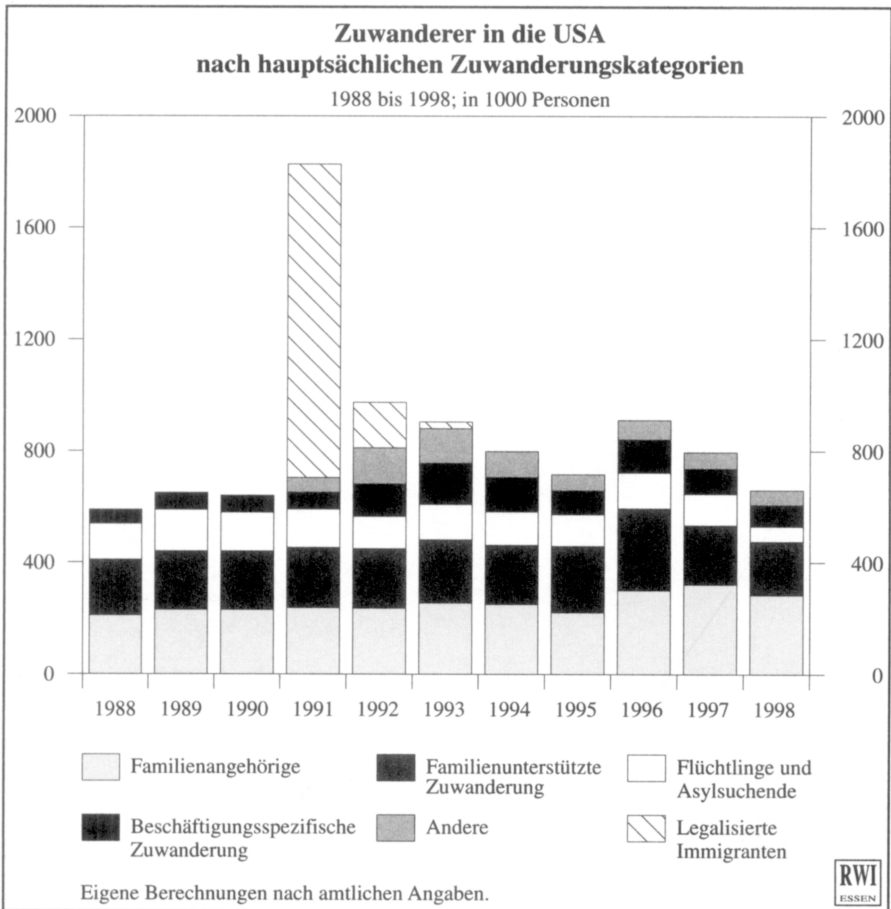 Zuwanderer in die USA
nach hauptsächlichen Zuwanderungskategorien
1988 bis 1998; in 1000 Personen
2000 2000
1600 1600
1200 1200
800 800
400 400
0 0
1988 1989 1990 1991 1992 1993 1994 1995 1996 1997 1998
Familienangehörige
Familienunterstützte
Zuwanderung
Flüchtlinge und
Asylsuchende
Beschäftigungsspezifische
Zuwanderung
Andere
Legalisierte
Immigranten
Eigene Berechnungen nach amtlichen Angaben.
RWI
ESSEN